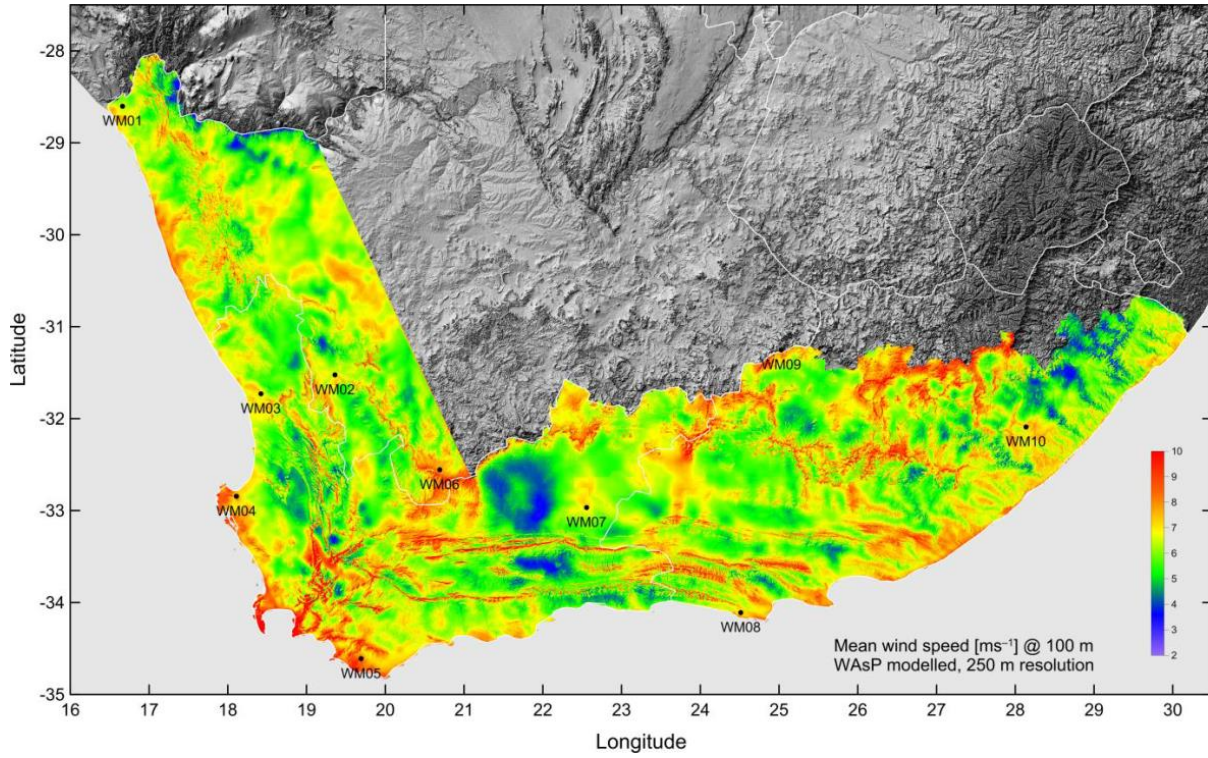 -28
-29
-30
-31
-32
-33
-34
-35
Latitude
WM01
WM02
WM03
WM04
WM05
WM06
WM07
WM08
WM09
WM10
10
9
8
7
6
5
4
3
2
Mean wind speed [ms⁻¹] @ 100 m
WAsP modelled, 250 m resolution
16 17 18 19 20 21 22 23 24 25 26 27 28 29 30
Longitude